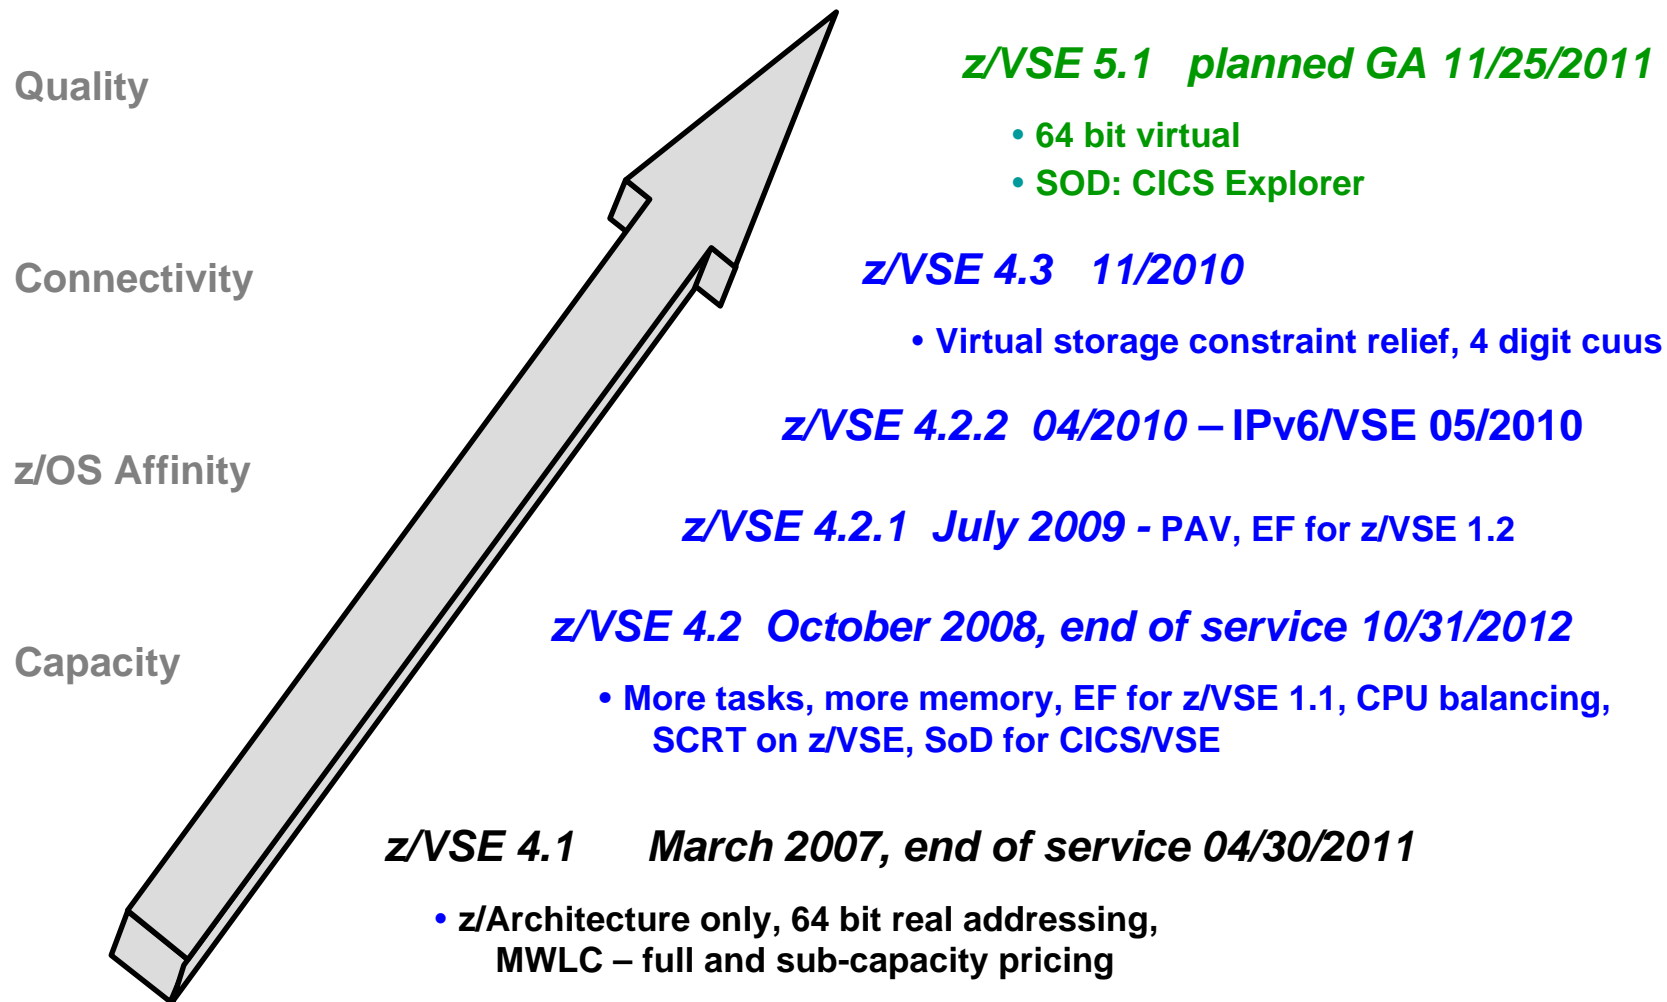 Quality
Connectivity
z/OS Affinity
Capacity
z/VSE 5.1 planned GA 11/25/2011
• 64 bit virtual
• SOD: CICS Explorer
z/VSE 4.3 11/2010
• Virtual storage constraint relief, 4 digit cuus
z/VSE 4.2.2 04/2010 – IPv6/VSE 05/2010
z/VSE 4.2.1 July 2009 - PAV, EF for z/VSE 1.2
z/VSE 4.2 October 2008, end of service 10/31/2012
• More tasks, more memory, EF for z/VSE 1.1, CPU balancing,
SCRT on z/VSE, SoD for CICS/VSE
z/VSE 4.1 March 2007, end of service 04/30/2011
• z/Architecture only, 64 bit real addressing,
MWLC – full and sub-capacity pricing